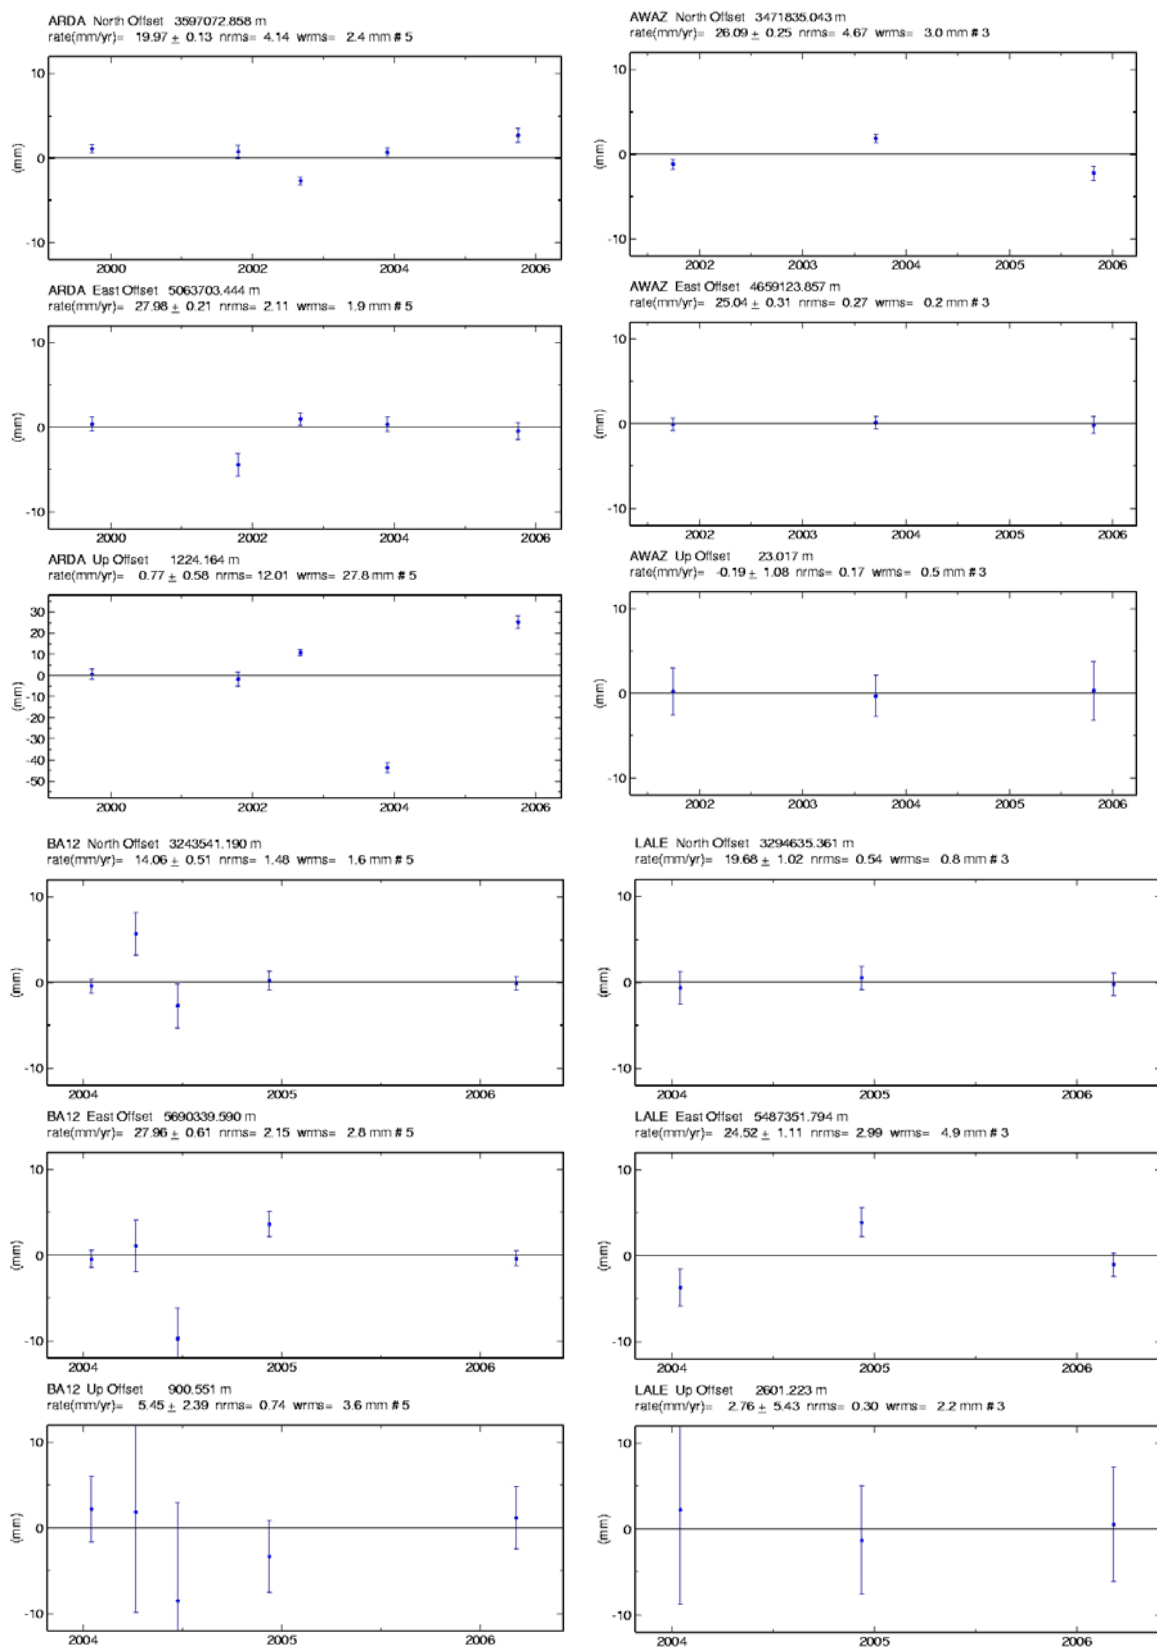 ARDA North Offset 3597072.858 m
rate(mm/yr)= 19.97 ± 0.13 nrms= 4.14 wrms= 2.4 mm # 5
10
0
-10
(mm)
2000 2002 2004 2006
ARDA East Offset 5063703.444 m
rate(mm/yr)= 27.98 ± 0.21 nrms= 2.11 wrms= 1.9 mm # 5
10
0
-10
(mm)
2000 2002 2004 2006
ARDA Up Offset 1224.164 m
rate(mm/yr)= 0.77 ± 0.58 nrms= 12.01 wrms= 27.8 mm # 5
30
20
10
0
-10
-20
-30
-40
-50
(mm)
2000 2002 2004 2006
AWAZ North Offset 3471835.043 m
rate(mm/yr)= 26.09 ± 0.25 nrms= 4.67 wrms= 3.0 mm # 3
10
0
-10
(mm)
2002 2003 2004 2005 2006
AWAZ East Offset 4659123.857 m
rate(mm/yr)= 25.04 ± 0.31 nrms= 0.27 wrms= 0.2 mm # 3
10
0
-10
(mm)
2002 2003 2004 2005 2006
AWAZ Up Offset 23.017 m
rate(mm/yr)= -0.19 ± 1.08 nrms= 0.17 wrms= 0.5 mm # 3
10
0
-10
(mm)
2002 2003 2004 2005 2006
BA12 North Offset 3243541.190 m
rate(mm/yr)= 14.06 ± 0.51 nrms= 1.48 wrms= 1.6 mm # 5
10
0
-10
(mm)
2004 2005 2006
BA12 East Offset 5690339.590 m
rate(mm/yr)= 27.96 ± 0.61 nrms= 2.15 wrms= 2.8 mm # 5
10
0
-10
(mm)
2004 2005 2006
BA12 Up Offset 900.551 m
rate(mm/yr)= 5.45 ± 2.39 nrms= 0.74 wrms= 3.6 mm # 5
10
0
-10
(mm)
2004 2005 2006
LALE North Offset 3294635.361 m
rate(mm/yr)= 19.68 ± 1.02 nrms= 0.54 wrms= 0.8 mm # 3
10
0
-10
(mm)
2004 2005 2006
LALE East Offset 5487351.794 m
rate(mm/yr)= 24.52 ± 1.11 nrms= 2.99 wrms= 4.9 mm # 3
10
0
-10
(mm)
2004 2005 2006
LALE Up Offset 2601.223 m
rate(mm/yr)= 2.76 ± 5.43 nrms= 0.30 wrms= 2.2 mm # 3
10
0
-10
(mm)
2004 2005 2006